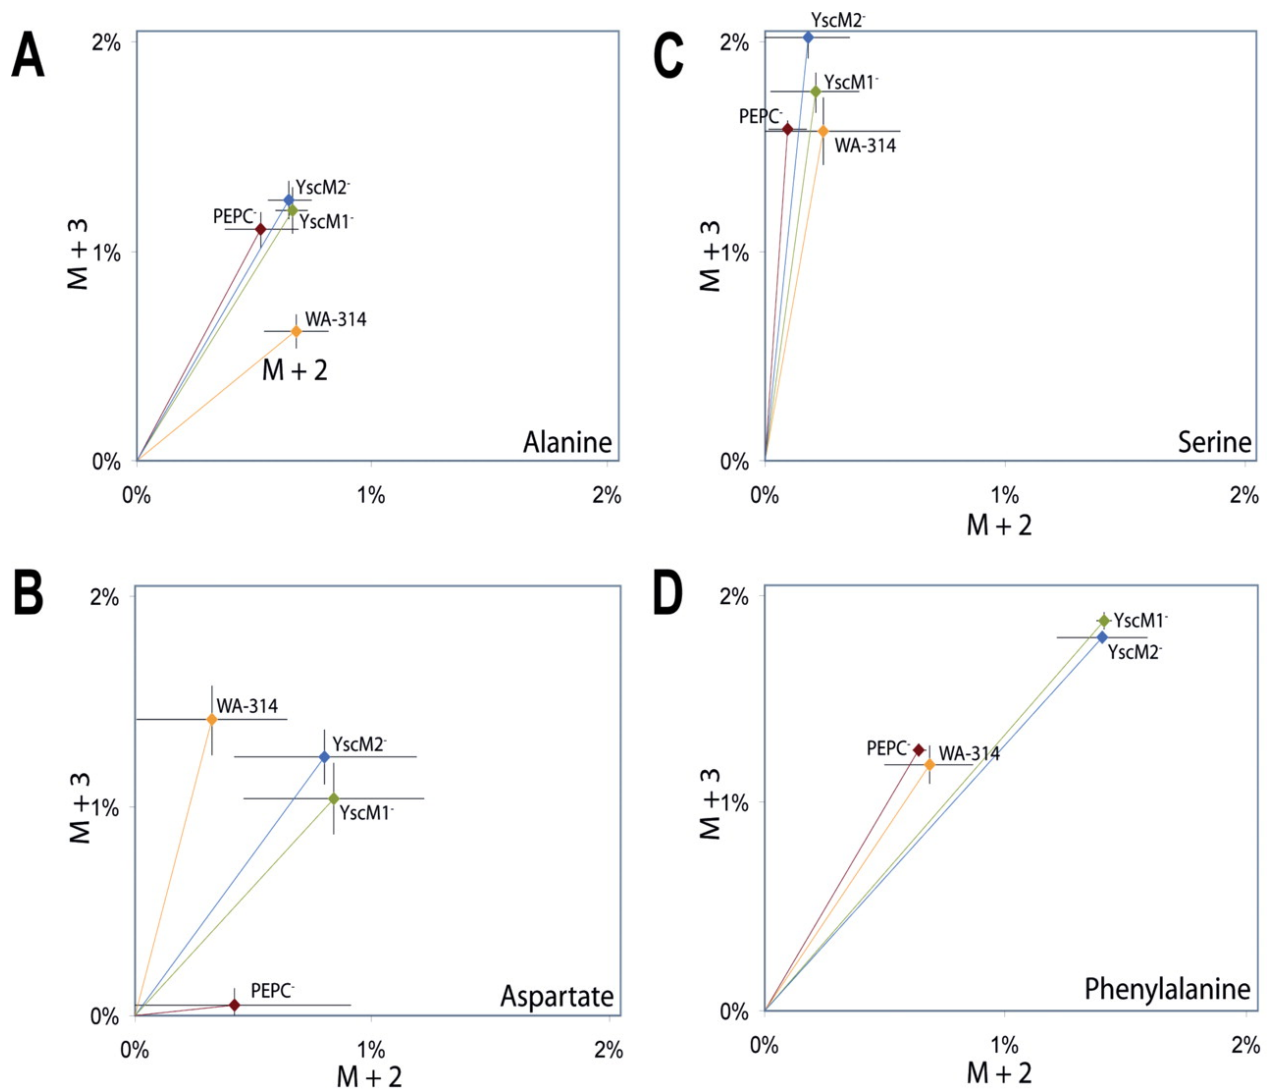 A
2%
YscM2-
PEPC-
YscM1-
M + 3
1%
WA-314
M + 2
Alanine
0%
0%
1%
2%
C
YscM2-
2%
YscM1-
PEPC-
WA-314
M + 3
1%
Serine
0%
0%
1%
2%
M + 2
B
2%
WA-314
YscM2-
M + 3
1%
YscM1-
PEPC-
Aspartate
0%
0%
1%
2%
M + 2
D
2%
YscM1-
YscM2-
PEPC-
WA-314
M + 3
1%
Phenylalanine
0%
0%
1%
2%
M + 2